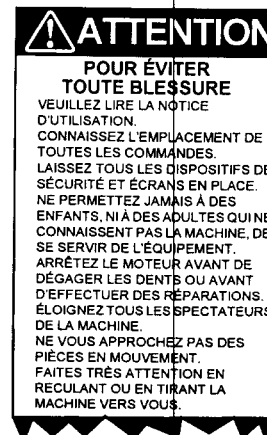 ATTENTION
POUR ÉVITER
TOUTE BLESSURE
VEUILLEZ LIRE LA NOTICE
D'UTILISATION.
CONNAISSEZ L'EMPLACEMENT DE
TOUTES LES COMMANDES.
LAISSEZ TOUS LES DISPOSITIFS DE
SÉCURITÉ ET ÉCRANS EN PLACE.
NE PERMETTEZ JAMAIS À DES
ENFANTS, NI À DES ADULTES QUI NE
CONNAISSENT PAS LA MACHINE, DE
SE SERVIR DE L'ÉQUIPEMENT.
ARRÊTEZ LE MOTEUR AVANT DE
DÉGAGER LES DENTS OU AVANT
D'EFFECTUER DES RÉPARATIONS.
ÉLOIGNEZ TOUS LES SPECTATEURS
DE LA MACHINE.
NE VOUS APPROCHEZ PAS DES
PIÈCES EN MOUVEMENT.
FAITES TRÈS ATTENTION EN
RECULANT OU EN TIRANT LA
MACHINE VERS VOUS.